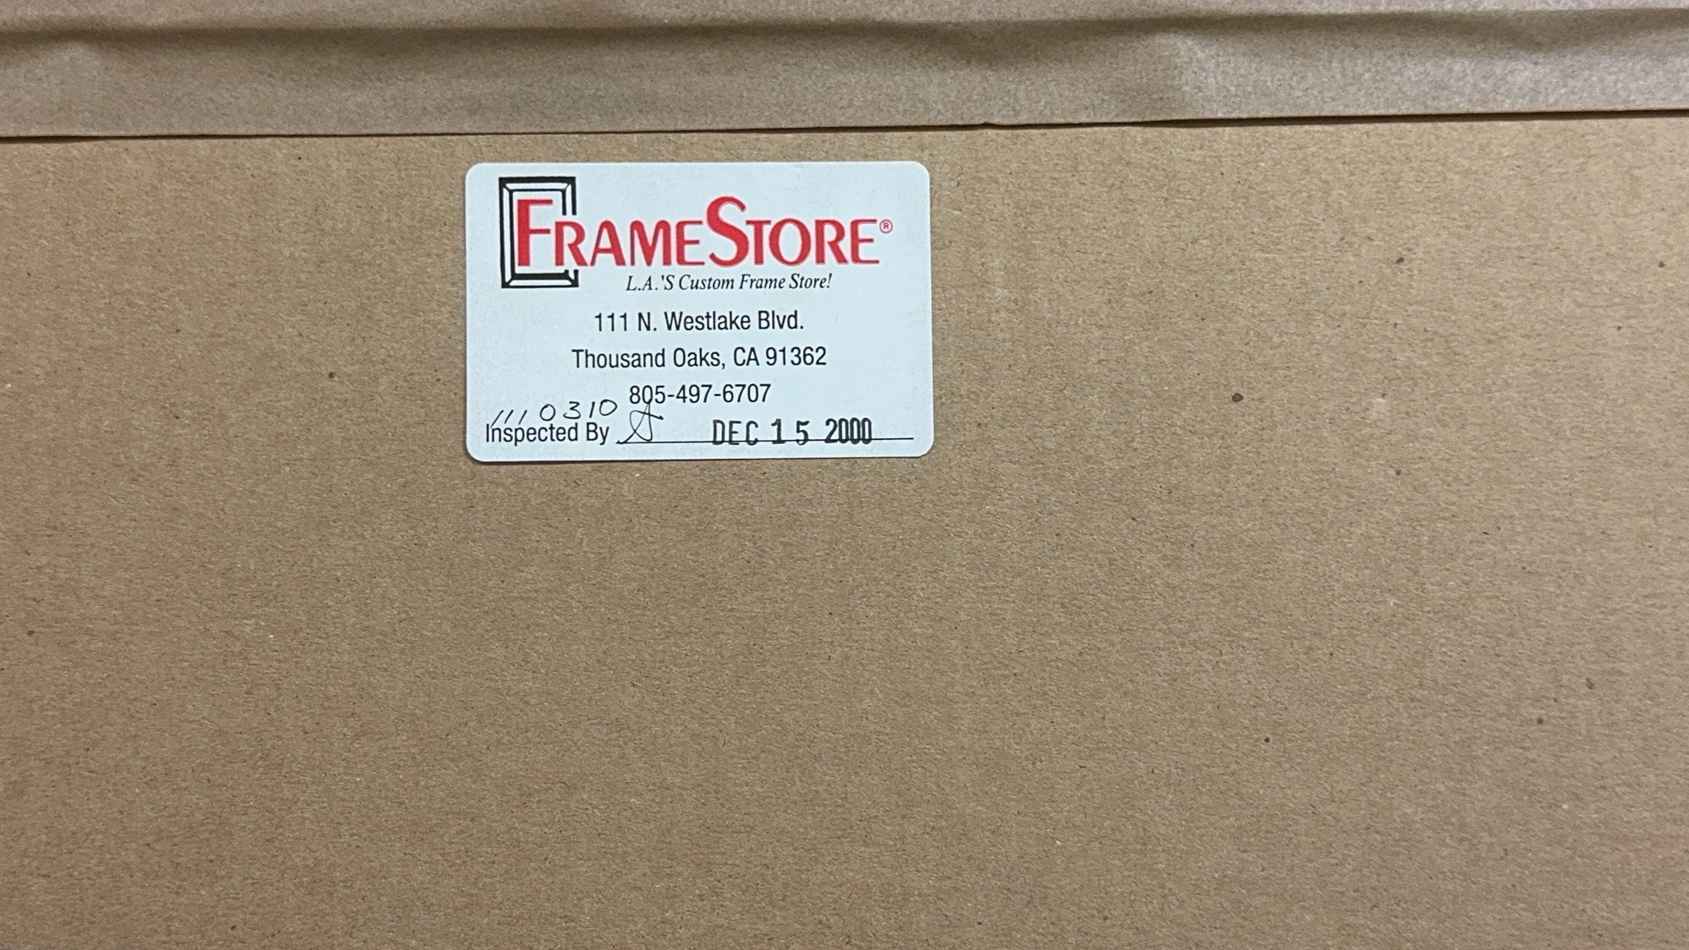 FRAMESTORE®
L.A.'S Custom Frame Store!
111 N. Westlake Blvd.
Thousand Oaks, CA 91362
805-497-6707
1110310
Inspected By DEC 15 2000